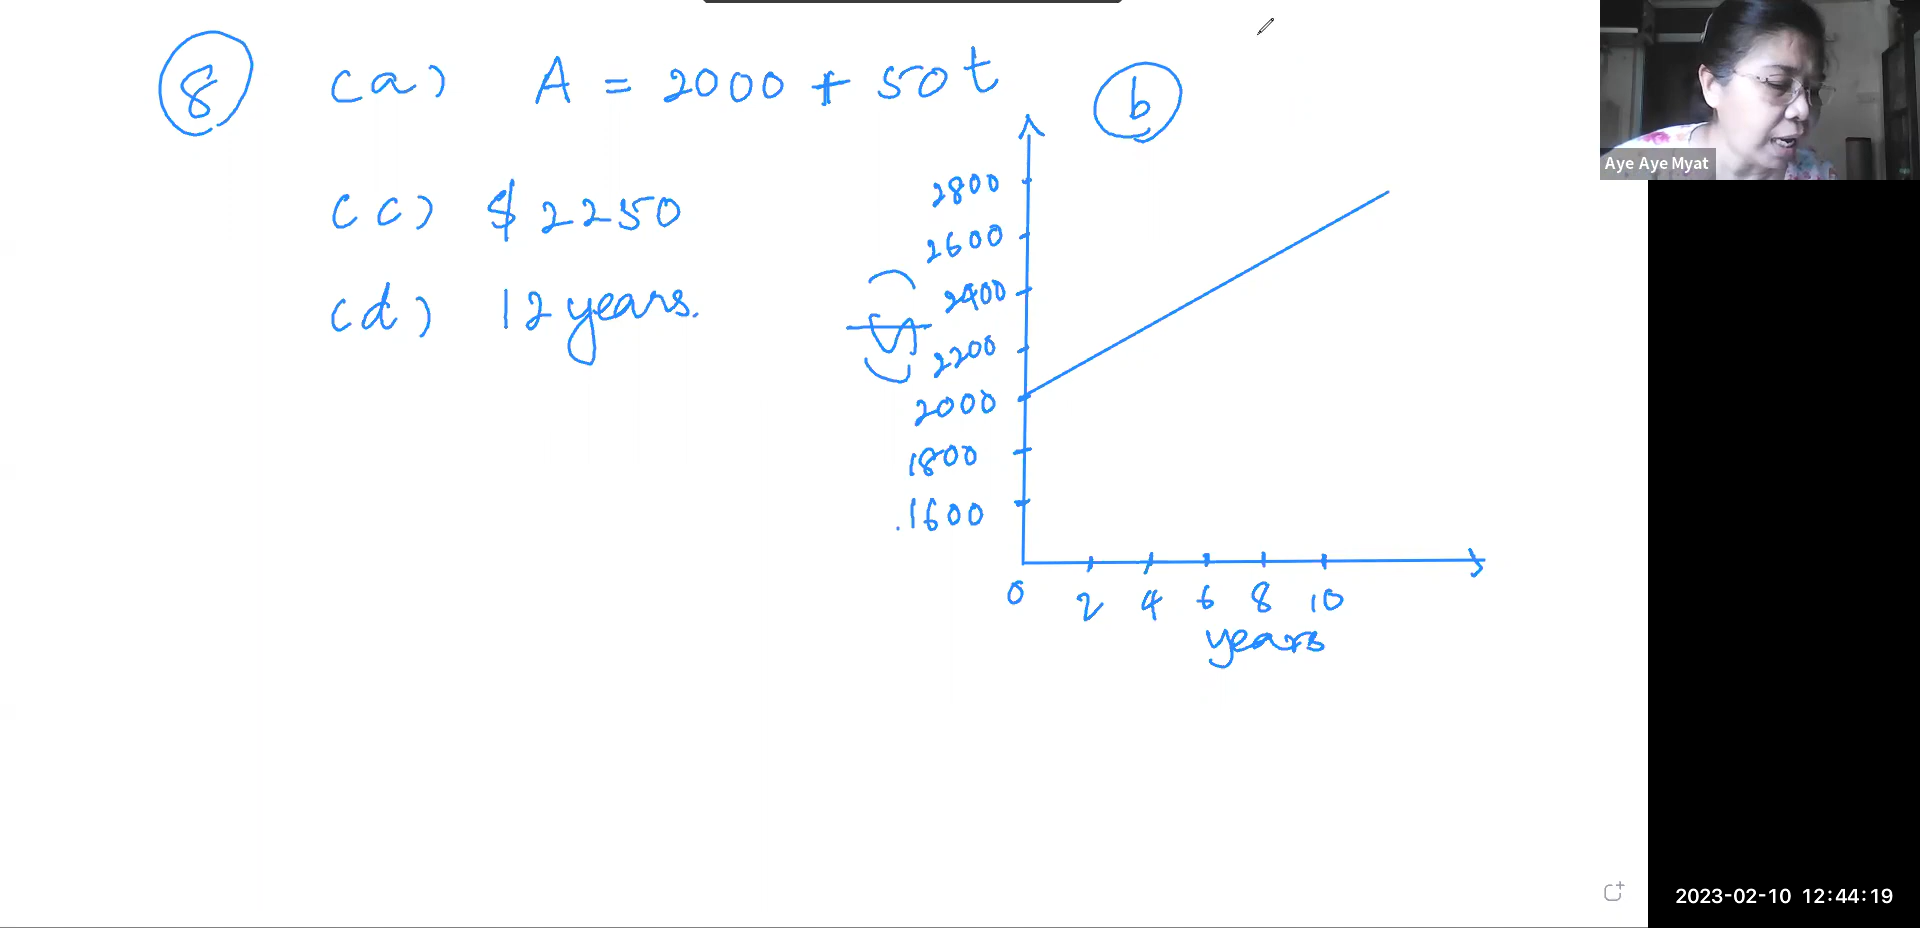 8 (a) A = 2000 + 50t
(c) $ 2250
(d) 12 years.
b
2800
2600
2400
($)
2200
2000
1800
.1600
0 2 4 6 8 10
years
Aye Aye Myat
2023-02-10 12:44:19